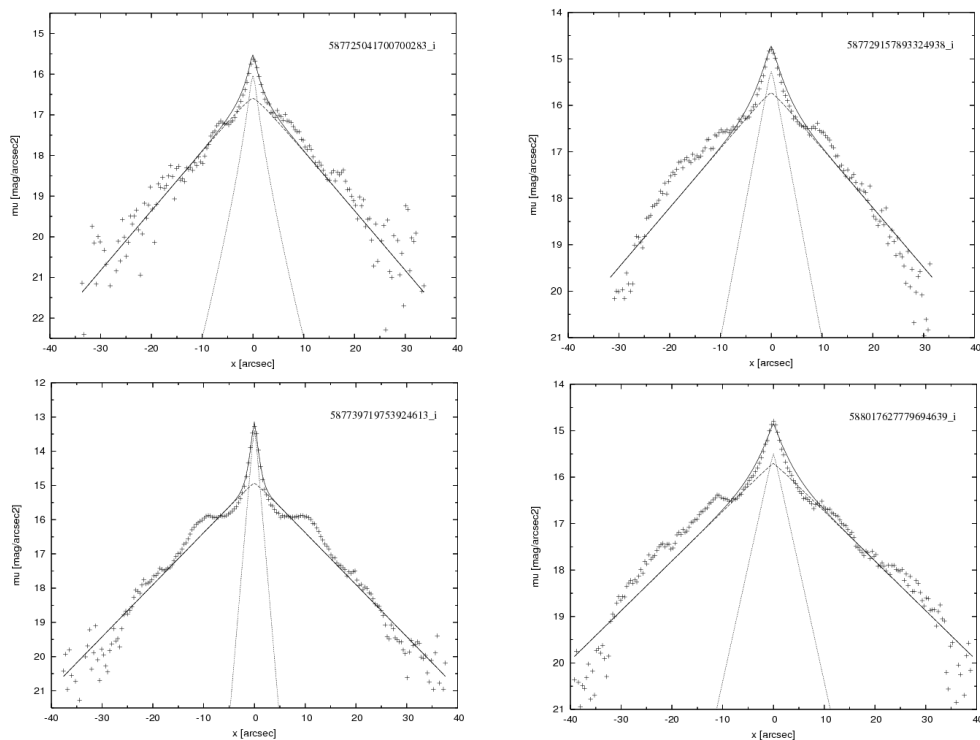 587725041700700283_i
mu [mag/arcsec2]
15
16
17
18
19
20
21
22
-40 -30 -20 -10 0 10 20 30 40
x [arcsec]
587729157893324938_i
mu [mag/arcsec2]
14
15
16
17
18
19
20
21
-40 -30 -20 -10 0 10 20 30 40
x [arcsec]
587739719753924613_i
mu [mag/arcsec2]
12
13
14
15
16
17
18
19
20
21
-40 -30 -20 -10 0 10 20 30 40
x [arcsec]
588017627779694639_i
mu [mag/arcsec2]
14
15
16
17
18
19
20
21
-40 -30 -20 -10 0 10 20 30 40
x [arcsec]